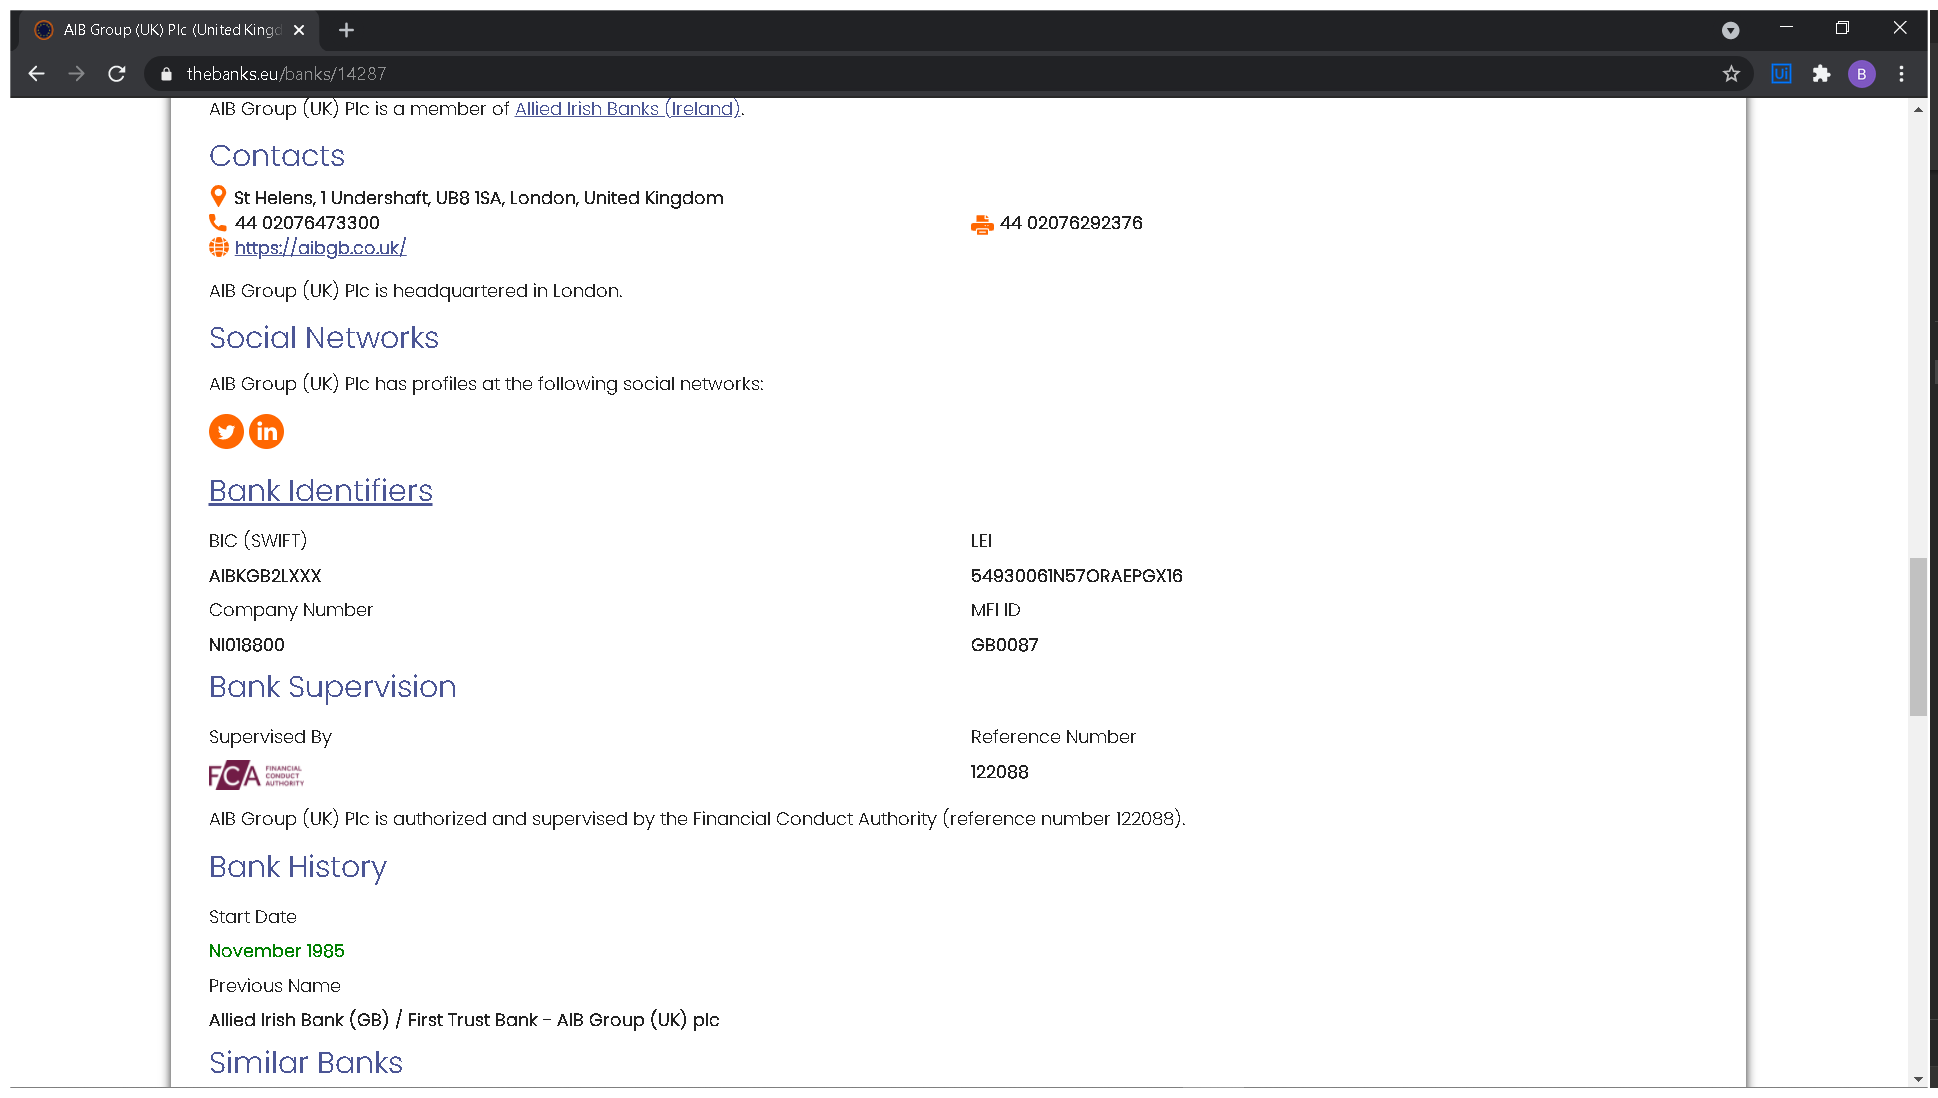 AIB Group (UK) Plc (United Kingd
thebanks.eu/banks/14287
Ui
B
AIB Group (UK) Plc is a member of Allied Irish Banks (Ireland).
Contacts
St Helens, 1 Undershaft, UB8 1SA, London, United Kingdom
44 02076473300
44 02076292376
https://aibgb.co.uk/
AIB Group (UK) Plc is headquartered in London.
Social Networks
AIB Group (UK) Plc has profiles at the following social networks:
in
Bank Identifiers
BIC (SWIFT)
LEI
AIBKGB2LXXX
54930061N57ORAEPGX16
Company Number
MFI ID
NI018800
GB0087
Bank Supervision
Supervised By
Reference Number
FCA FINANCIAL CONDUCT AUTHORITY
122088
AIB Group (UK) Plc is authorized and supervised by the Financial Conduct Authority (reference number 122088).
Bank History
Start Date
November 1985
Previous Name
Allied Irish Bank (GB) / First Trust Bank - AIB Group (UK) plc
Similar Banks